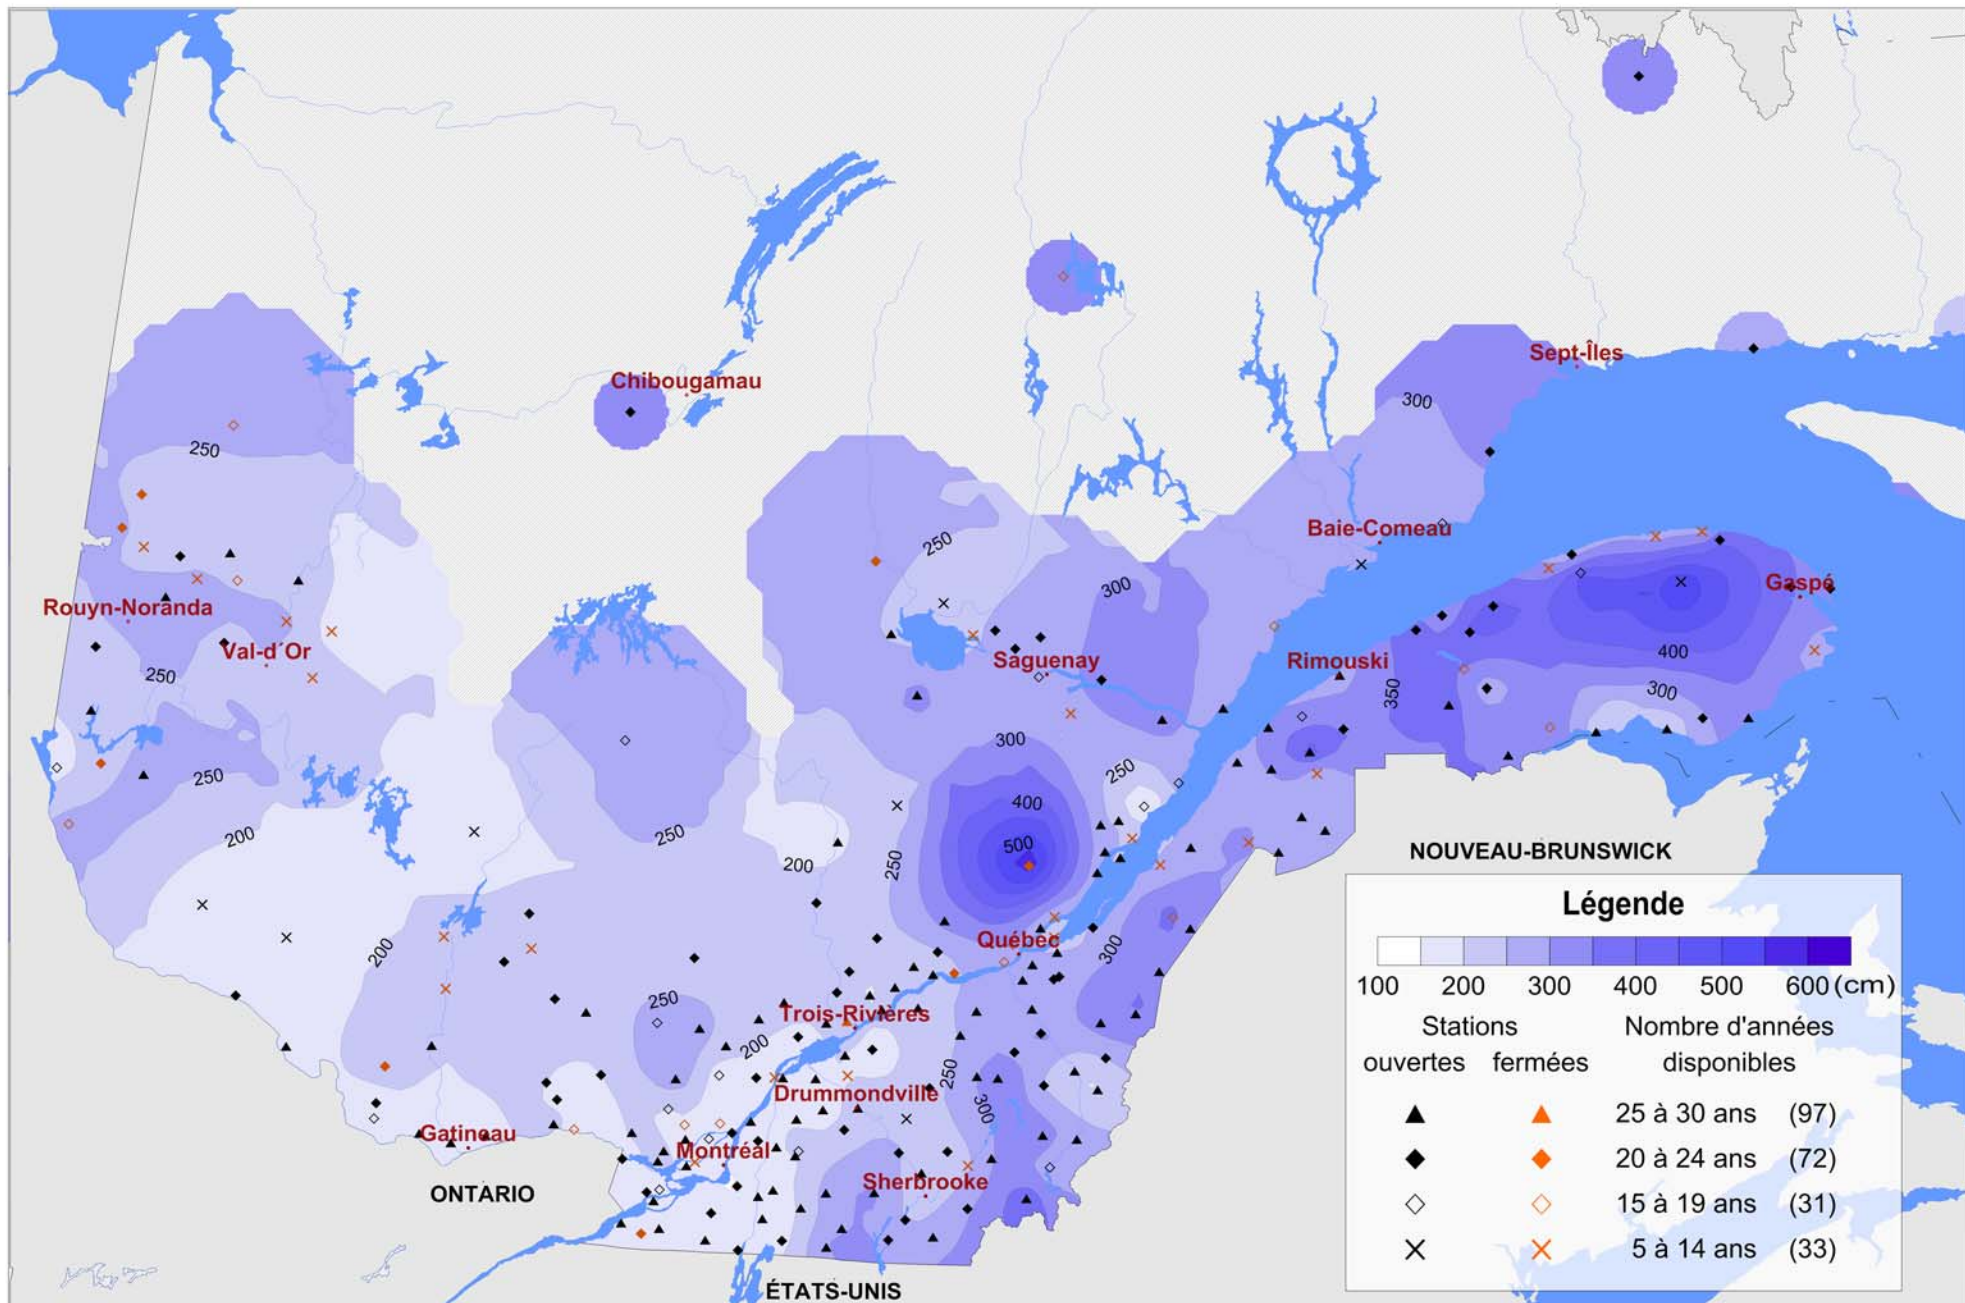 Sept-Îles
300
Chibougamau
250
Baie-Comeau
250
300
Gaspé
Rouyn-Noranda
Val-d'Or
Saguenay
Rimouski
400
250
350
300
300
250
250
400
200
250
500
200
250
NOUVEAU-BRUNSWICK
Légende
100 200 300 400 500 600 (cm)
Stations
ouvertes fermées
Nombre d'années
disponibles
25 à 30 ans (97)
20 à 24 ans (72)
15 à 19 ans (31)
5 à 14 ans (33)
Québec
200
300
250
Trois-Rivières
200
250
Drummondville
300
Gatineau
Montréal
Sherbrooke
ONTARIO
ÉTATS-UNIS